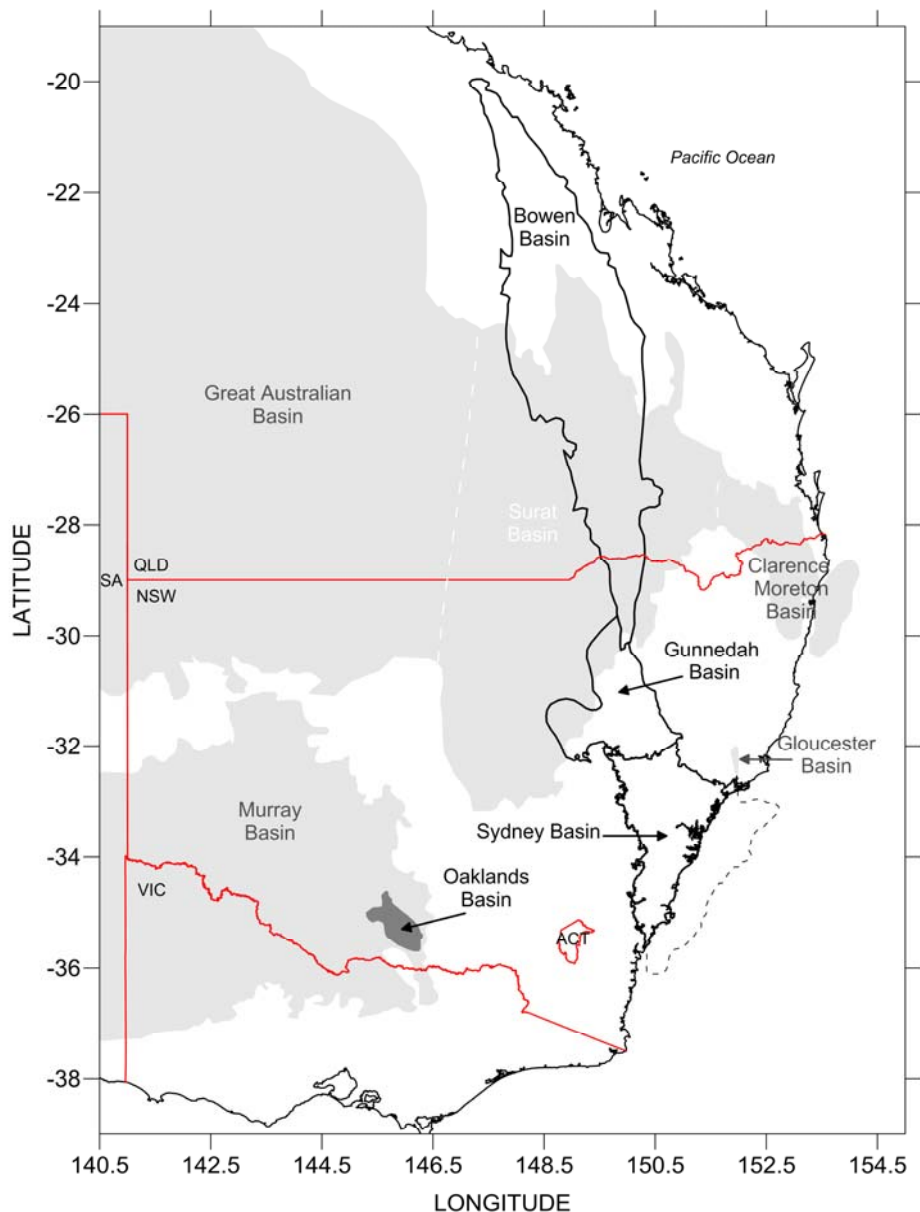 -20
Pacific Ocean
-22
Bowen
Basin
-24
Great Australian
Basin
-26
Surat
Basin
-28
LATITUDE
QLD
SA
NSW
Clarence
Moreton
Basin
-30
Gunnedah
Basin
-32
Gloucester
Basin
Murray
Basin
Sydney Basin
-34
VIC
Oaklands
Basin
ACT
-36
-38
140.5 142.5 144.5 146.5 148.5 150.5 152.5 154.5
LONGITUDE